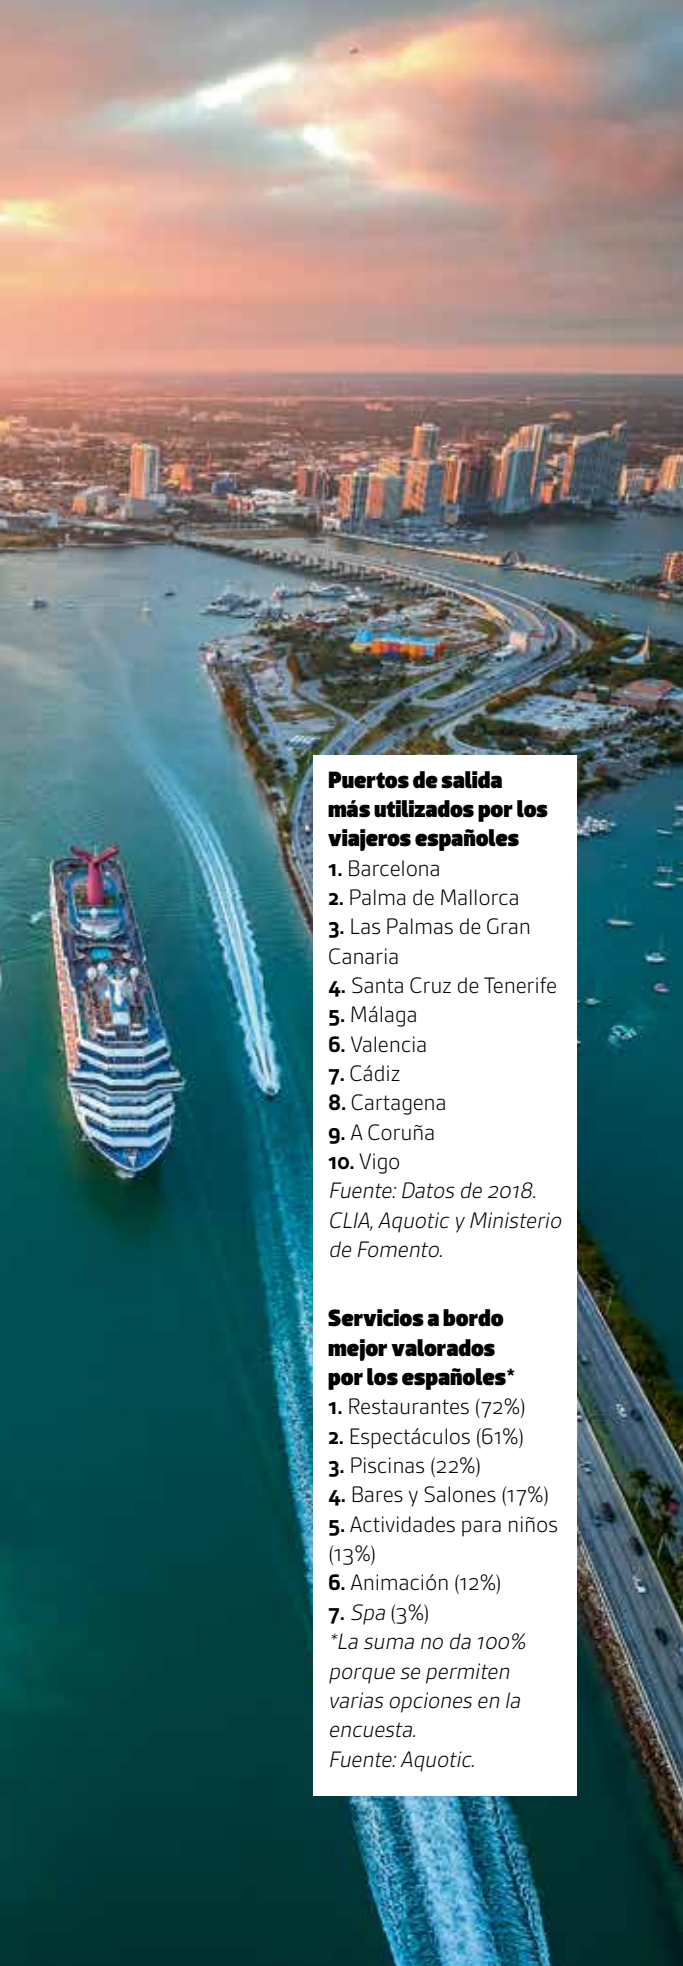 Puertos de salida
más utilizados por los
viajeros españoles
1. Barcelona
2. Palma de Mallorca
3. Las Palmas de Gran
Canaria
4. Santa Cruz de Tenerife
5. Málaga
6. Valencia
7. Cádiz
8. Cartagena
9. A Coruña
10. Vigo
Fuente: Datos de 2018.
CLIA, Aquotic y Ministerio
de Fomento.
Servicios a bordo
mejor valorados
por los españoles*
1. Restaurantes (72%)
2. Espectáculos (61%)
3. Piscinas (22%)
4. Bares y Salones (17%)
5. Actividades para niños
(13%)
6. Animación (12%)
7. Spa (3%)
*La suma no da 100%
porque se permiten
varias opciones en la
encuesta.
Fuente: Aquotic.